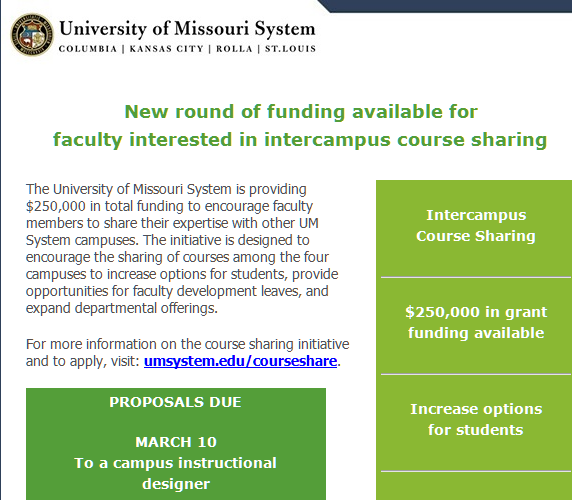 University of Missouri System
COLUMBIA | KANSAS CITY | ROLLA | ST.LOUIS
New round of funding available for
faculty interested in intercampus course sharing
The University of Missouri System is providing
$250,000 in total funding to encourage faculty
members to share their expertise with other UM
System campuses. The initiative is designed to
encourage the sharing of courses among the four
campuses to increase options for students, provide
opportunities for faculty development leaves, and
expand departmental offerings.
For more information on the course sharing initiative
and to apply, visit: umsystem.edu/courseshare.
PROPOSALS DUE
MARCH 10
To a campus instructional
designer
Intercampus
Course Sharing
$250,000 in grant
funding available
Increase options
for students